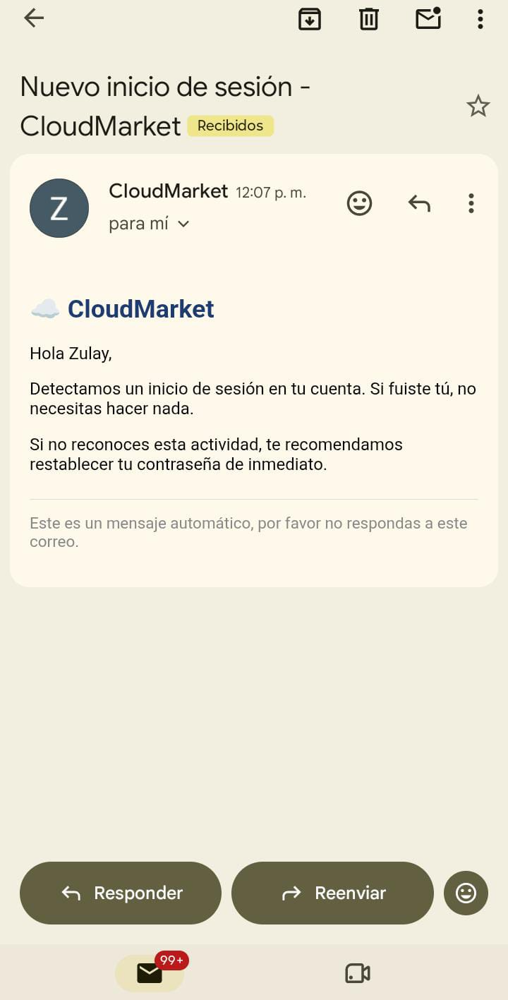 Nuevo inicio de sesión -
CloudMarket Recibidos
Z
CloudMarket 12:07 p. m.
para mí
CloudMarket
Hola Zulay,
Detectamos un inicio de sesión en tu cuenta. Si fuiste tú, no
necesitas hacer nada.
Si no reconoces esta actividad, te recomendamos
restablecer tu contraseña de inmediato.
Este es un mensaje automático, por favor no respondas a este
correo.
Responder
Reenviar
99+